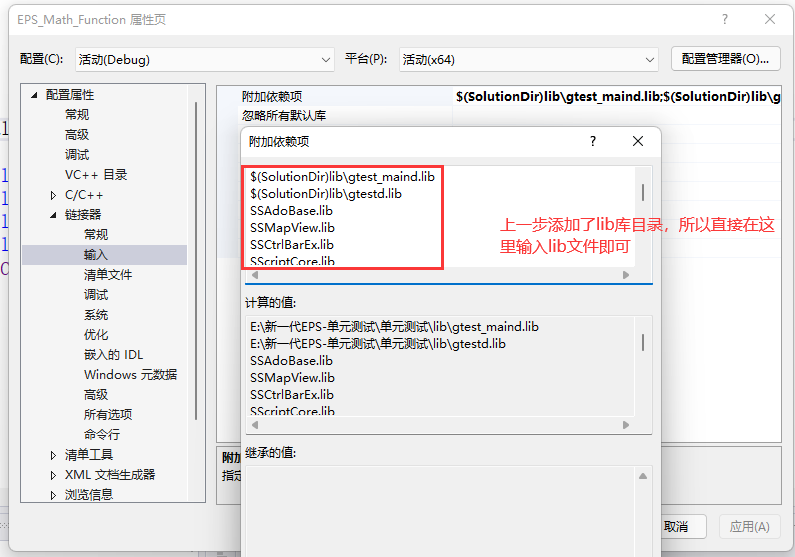 EPS_Math_Function 属性页
配置(C):
活动(Debug)
平台(P):
活动(x64)
配置管理器(O)...
配置属性
常规
高级
调试
VC++ 目录
C/C++
链接器
常规
输入
清单文件
调试
系统
优化
嵌入的 IDL
Windows 元数据
高级
所有选项
命令行
清单工具
XML 文档生成器
浏览信息
附加依赖项
$(SolutionDir)lib\gtest_maind.lib;$(SolutionDir)lib\g
忽略所有默认库
附加依赖项
$(SolutionDir)lib\gtest_maind.lib
$(SolutionDir)lib\gtestd.lib
SSAdoBase.lib
SSMapView.lib
SSCtrlBarEx.lib
SScriptCore.lib
上一步添加了lib库目录，所以直接在这
里输入lib文件即可
计算的值:
E:\新一代EPS-单元测试\单元测试\lib\gtest_maind.lib
E:\新一代EPS-单元测试\单元测试\lib\gtestd.lib
SSAdoBase.lib
SSMapView.lib
SSCtrlBarEx.lib
SScriptCore.lib
继承的值:
附加
指定
取消
应用(A)